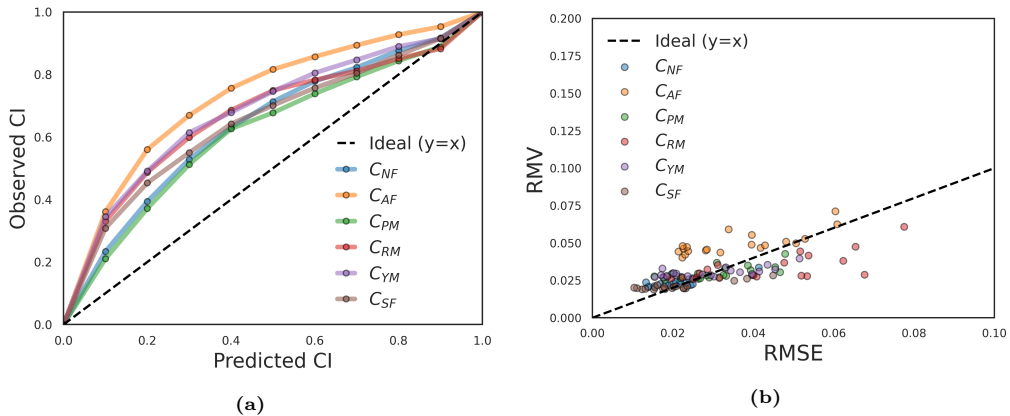 1.0
0.8
0.6
0.4
0.2
0.0
Observed CI
Ideal (y=x)
C_NF
C_AF
C_PM
C_RM
C_YM
C_SF
0.0 0.2 0.4 0.6 0.8 1.0
Predicted CI
(a)
0.200
0.175
0.150
0.125
0.100
0.075
0.050
0.025
0.000
RMV
Ideal (y=x)
C_NF
C_AF
C_PM
C_RM
C_YM
C_SF
0.00 0.02 0.04 0.06 0.08 0.10
RMSE
(b)